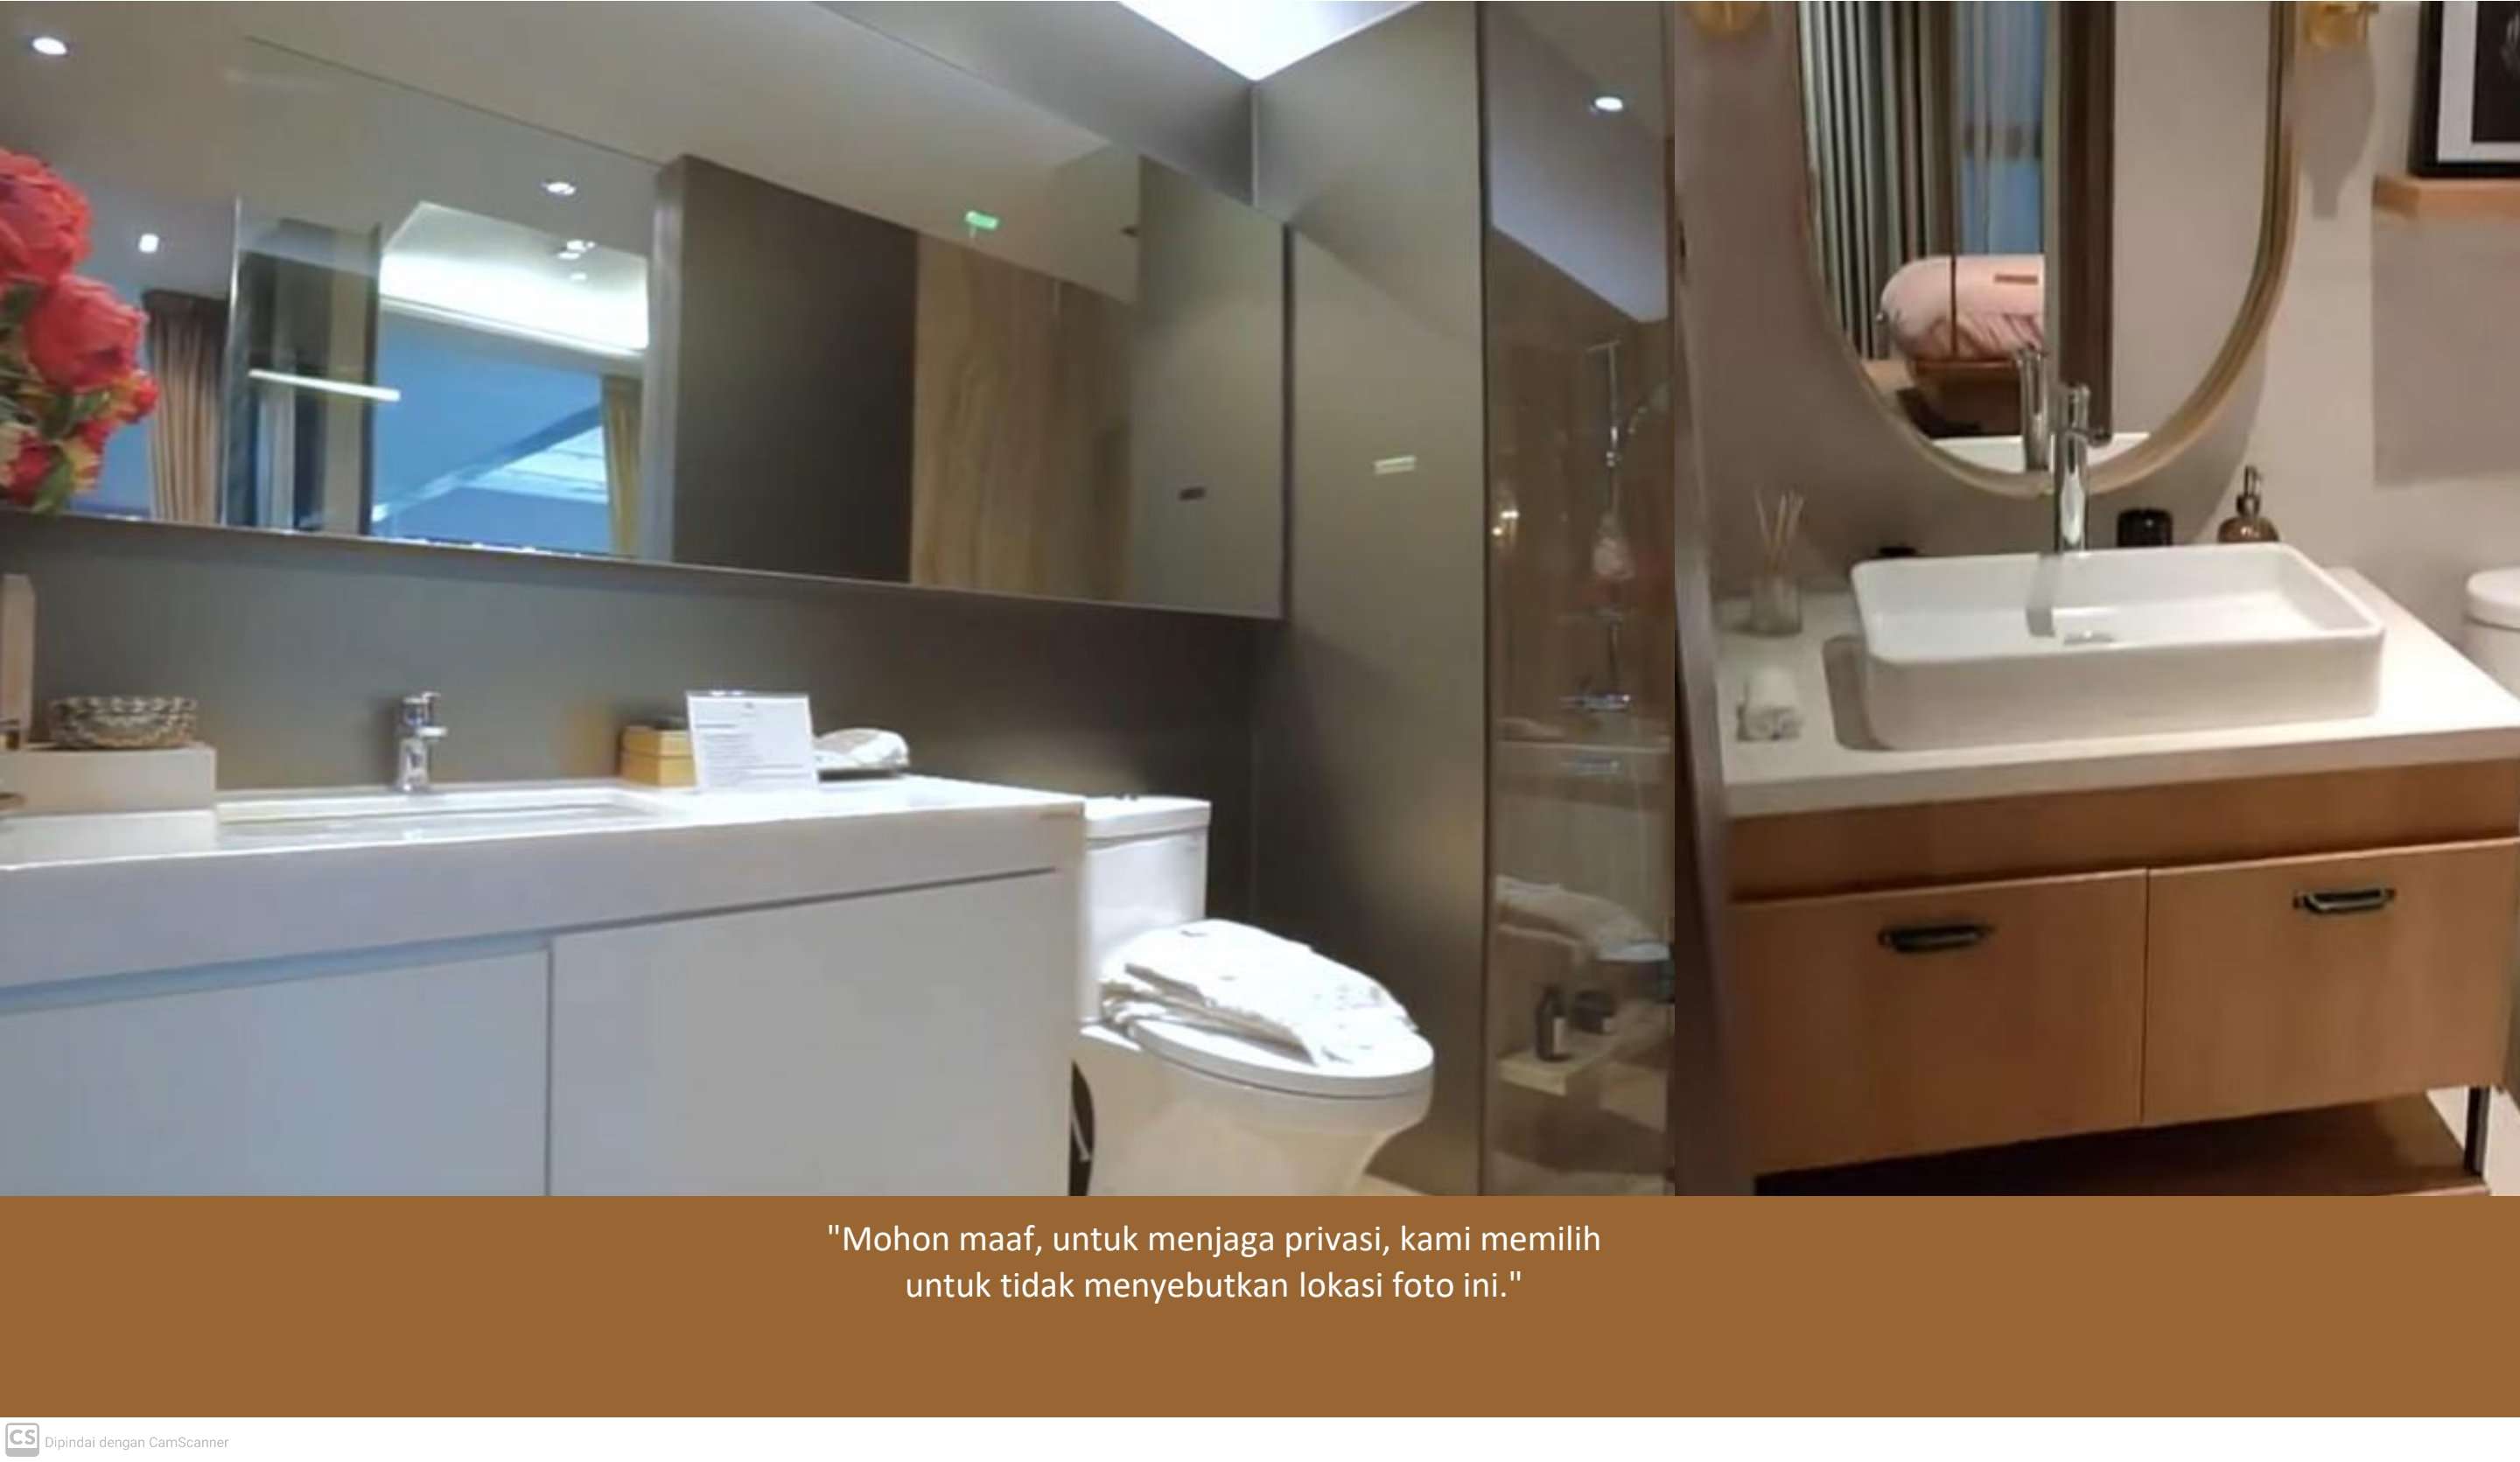 "Mohon maaf, untuk menjaga privasi, kami memilih
untuk tidak menyebutkan lokasi foto ini."
CS Dipindai dengan CamScanner